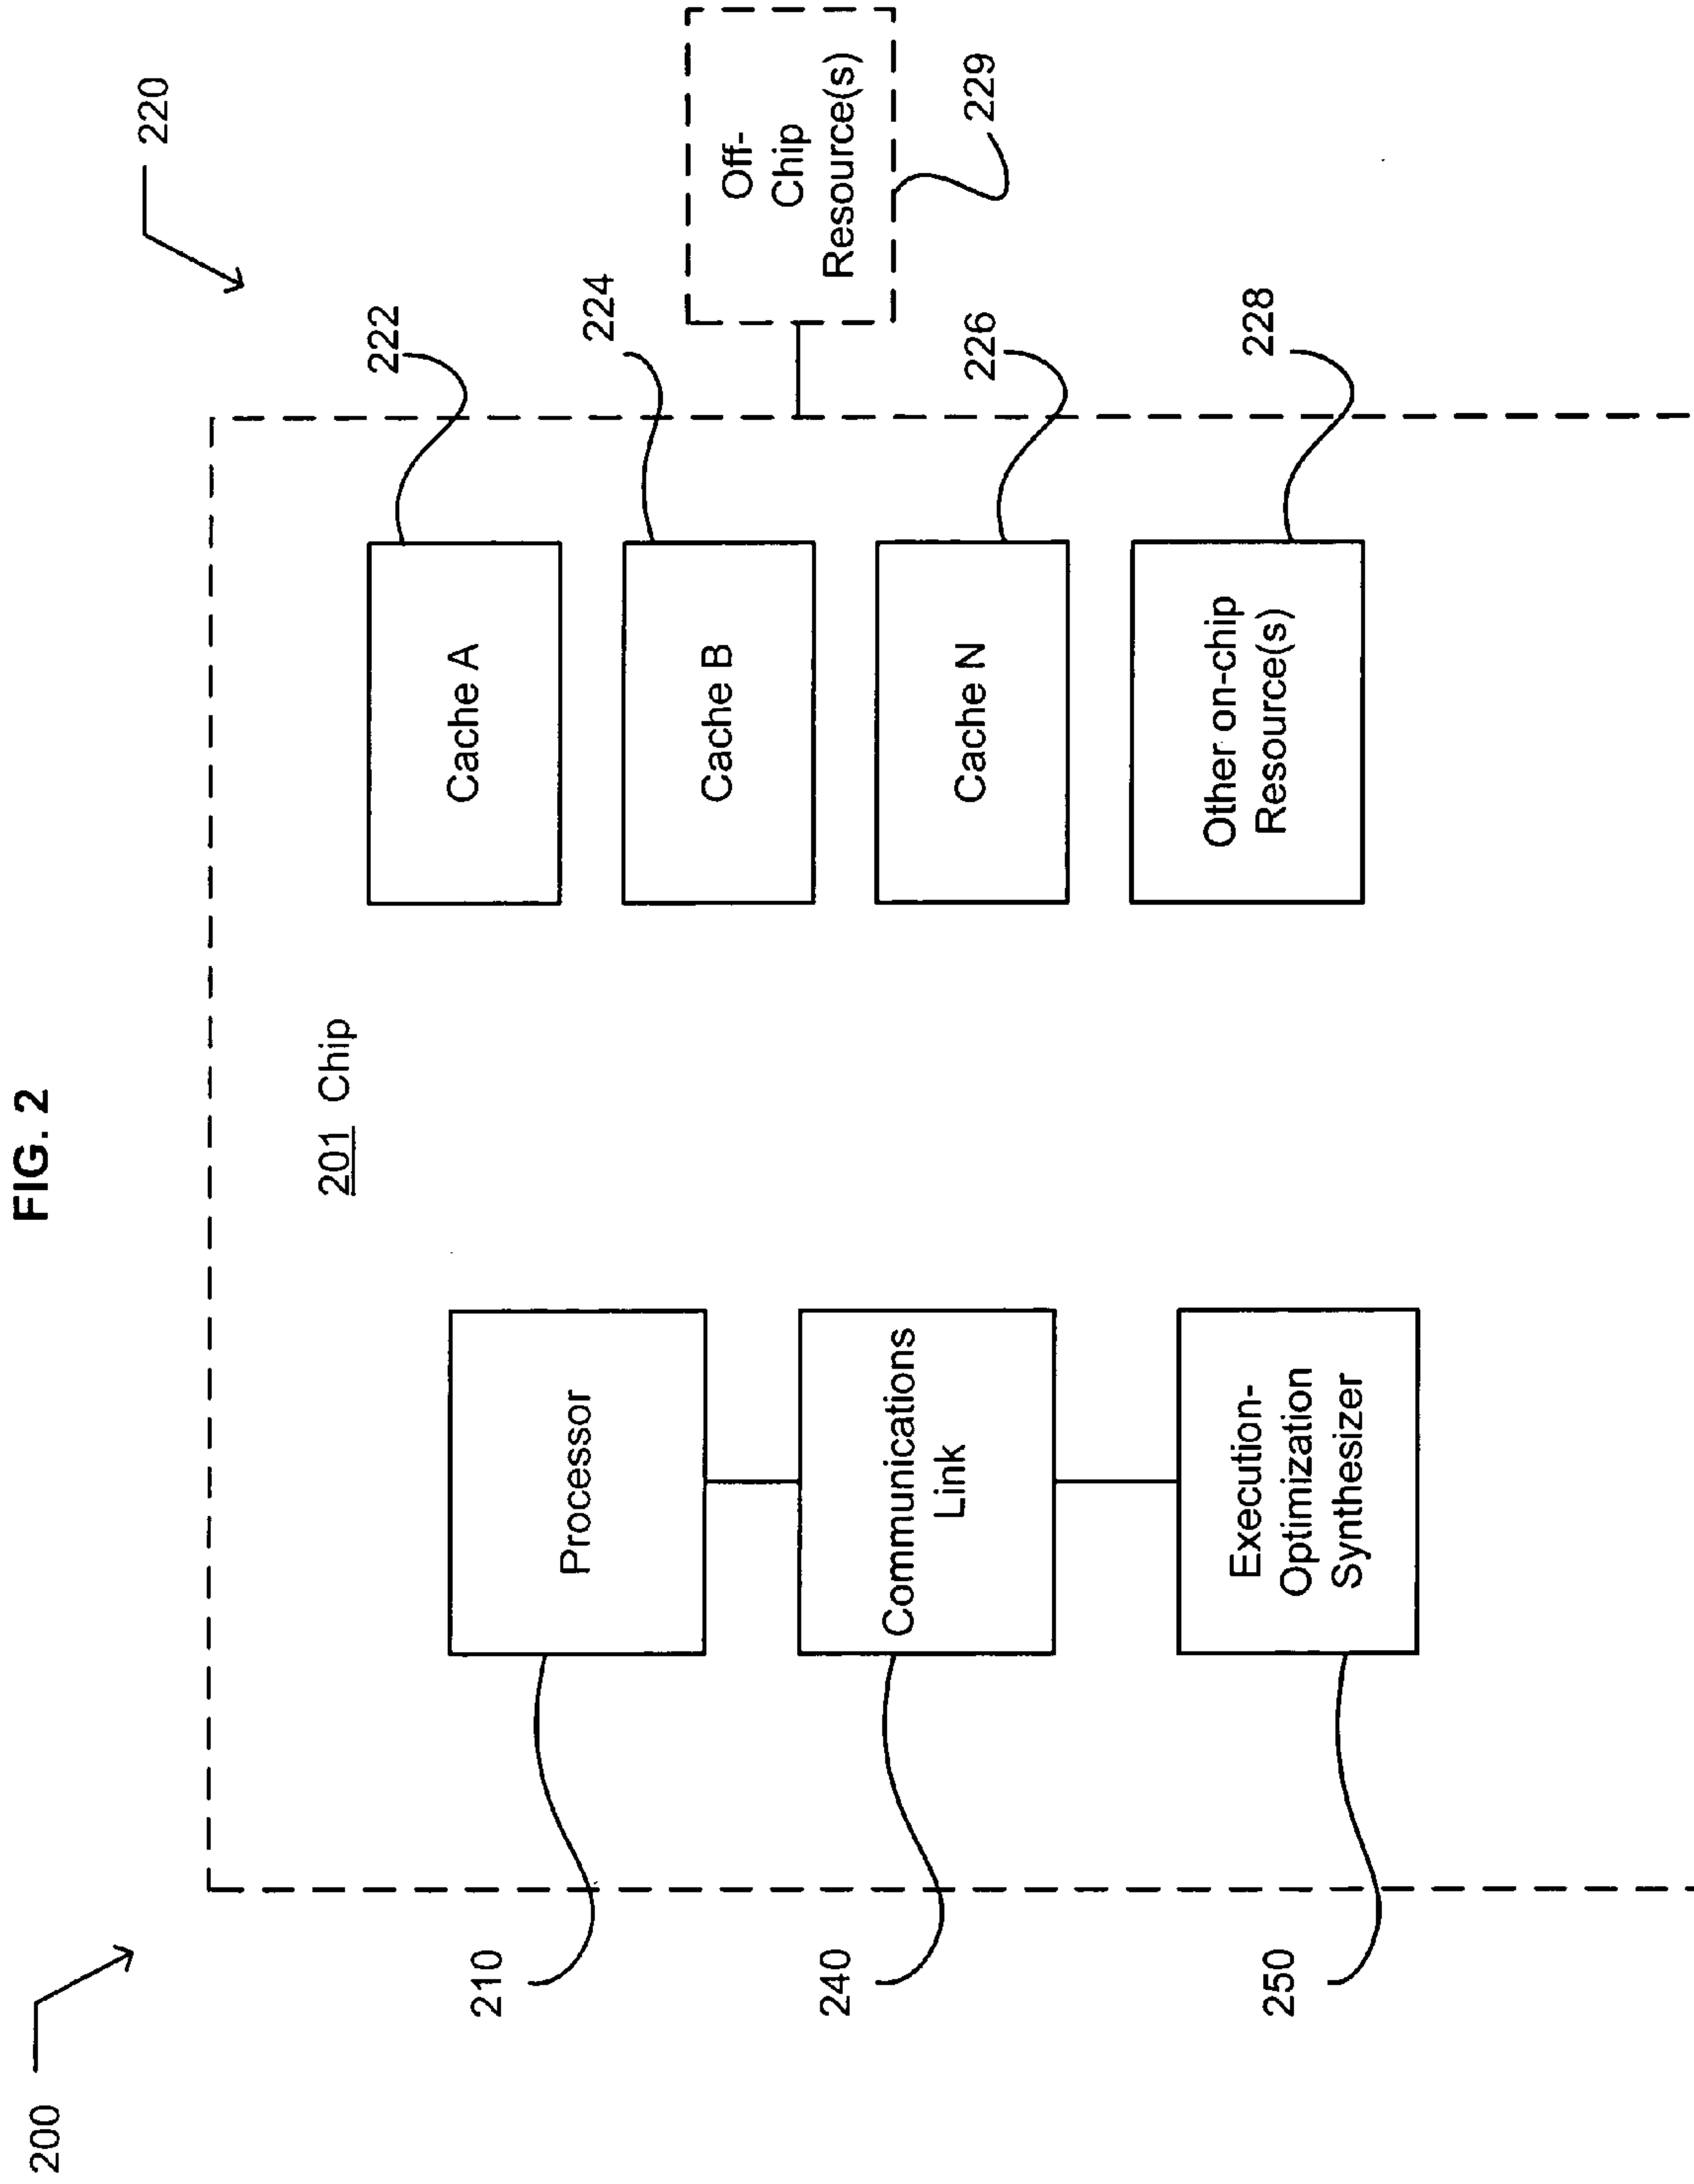 FIG. 2
200
220
201 Chip
210
Processor
240
Communications
Link
250
Execution-
Optimization
Synthesizer
Cache A
222
Cache B
224
Cache N
226
Other on-chip
Resource(s)
228
Off-
Chip
Resource(s)
229